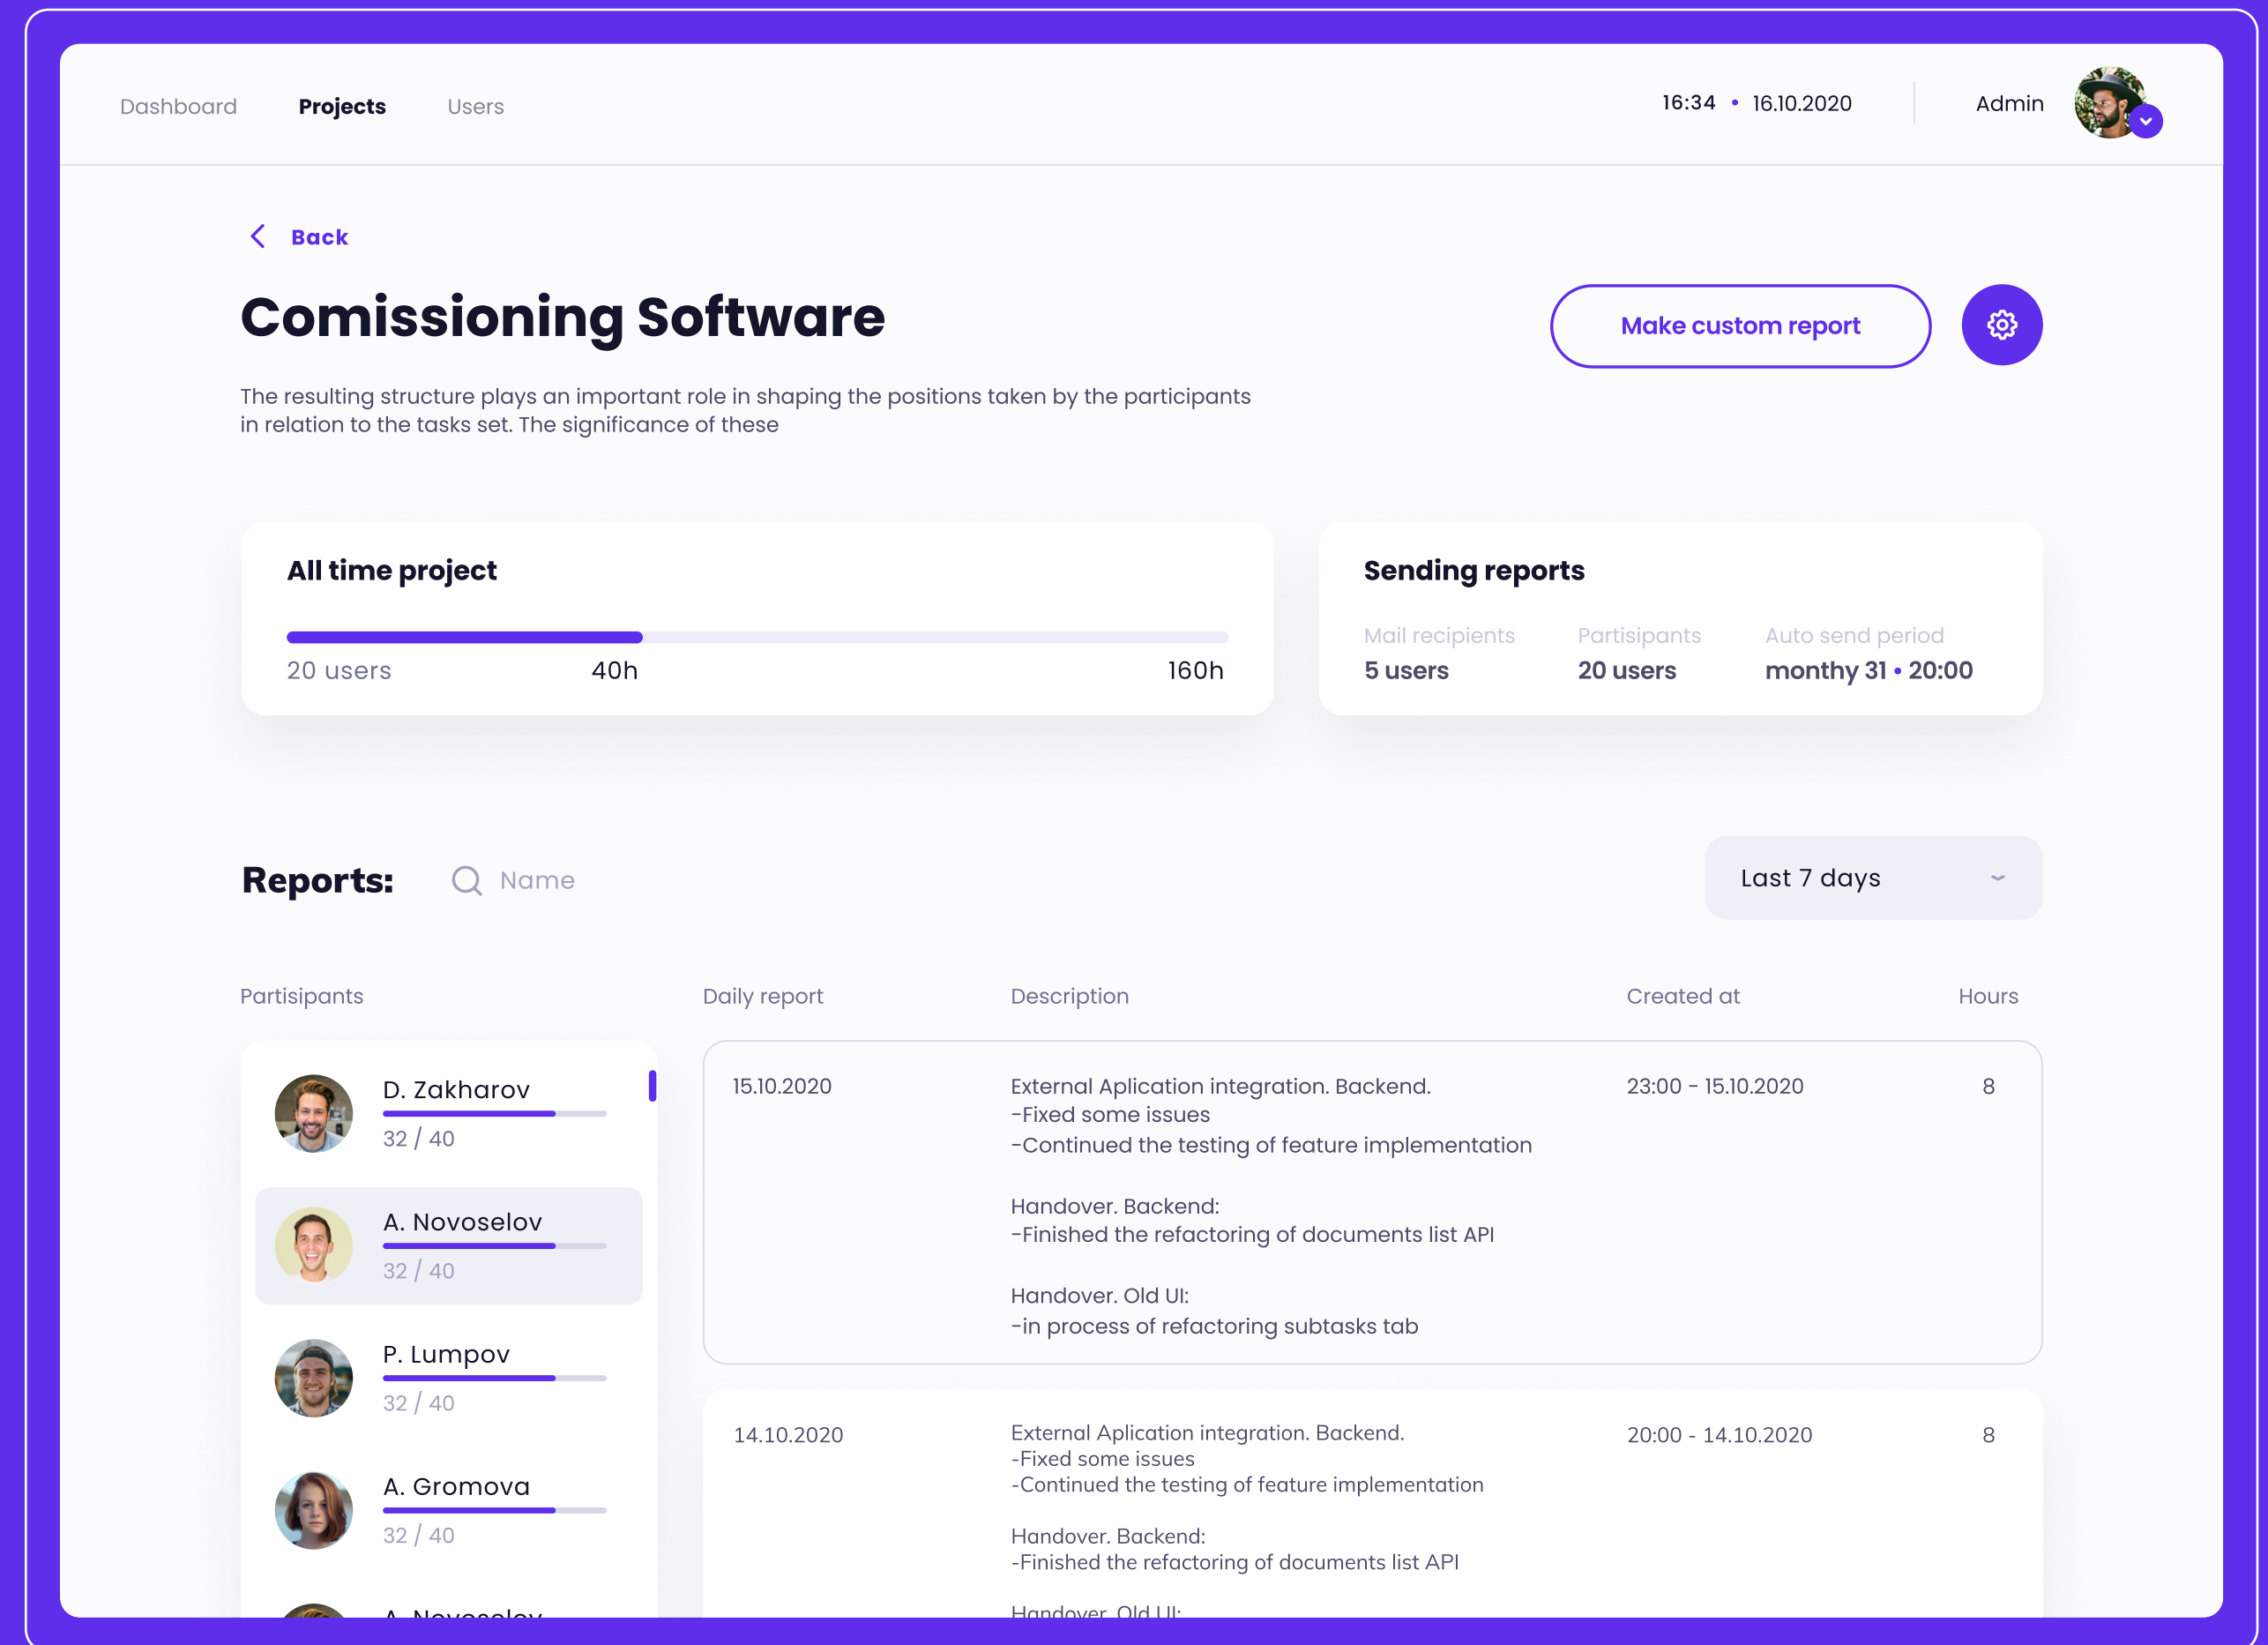 Dashboard Projects Users 16:34 • 16.10.2020 Admin
Back
Comissioning Software
Make custom report
The resulting structure plays an important role in shaping the positions taken by the participants
in relation to the tasks set. The significance of these
All time project
20 users 40h 160h
Sending reports
Mail recipients Partisipants Auto send period
5 users 20 users monthy 31 • 20:00
Reports: Name Last 7 days
Partisipants Daily report Description Created at Hours
D. Zakharov
32 / 40
A. Novoselov
32 / 40
P. Lumpov
32 / 40
A. Gromova
32 / 40
A. Novoselov
15.10.2020 External Aplication integration. Backend. 23:00 - 15.10.2020 8
-Fixed some issues
-Continued the testing of feature implementation
Handover. Backend:
-Finished the refactoring of documents list API
Handover. Old UI:
-in process of refactoring subtasks tab
14.10.2020 External Aplication integration. Backend. 20:00 - 14.10.2020 8
-Fixed some issues
-Continued the testing of feature implementation
Handover. Backend:
-Finished the refactoring of documents list API
Handover. Old UI: